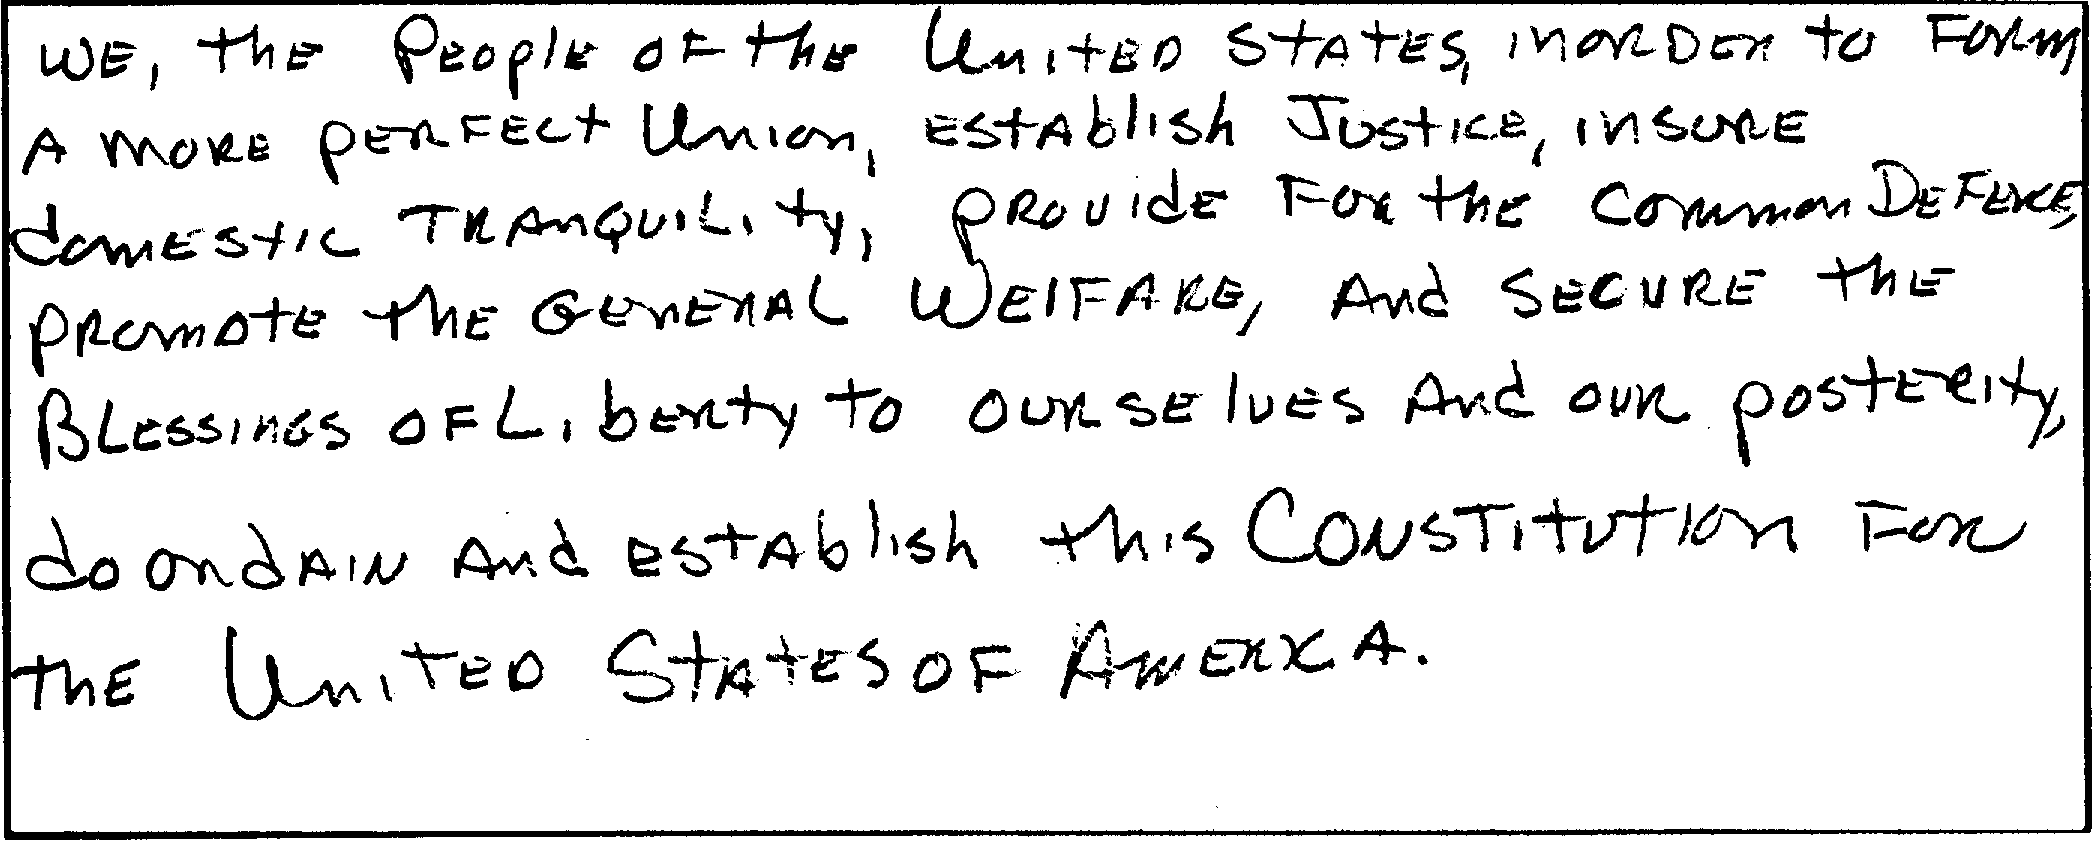 We, the People of the United States, in order to form
a more perfect Union, establish Justice, insure
domestic Tranquility, provide for the common Defence,
promote the General Welfare, and secure the
Blessings of Liberty to ourselves and our posterity,
do ordain and establish this Constitution for
the United States of America.